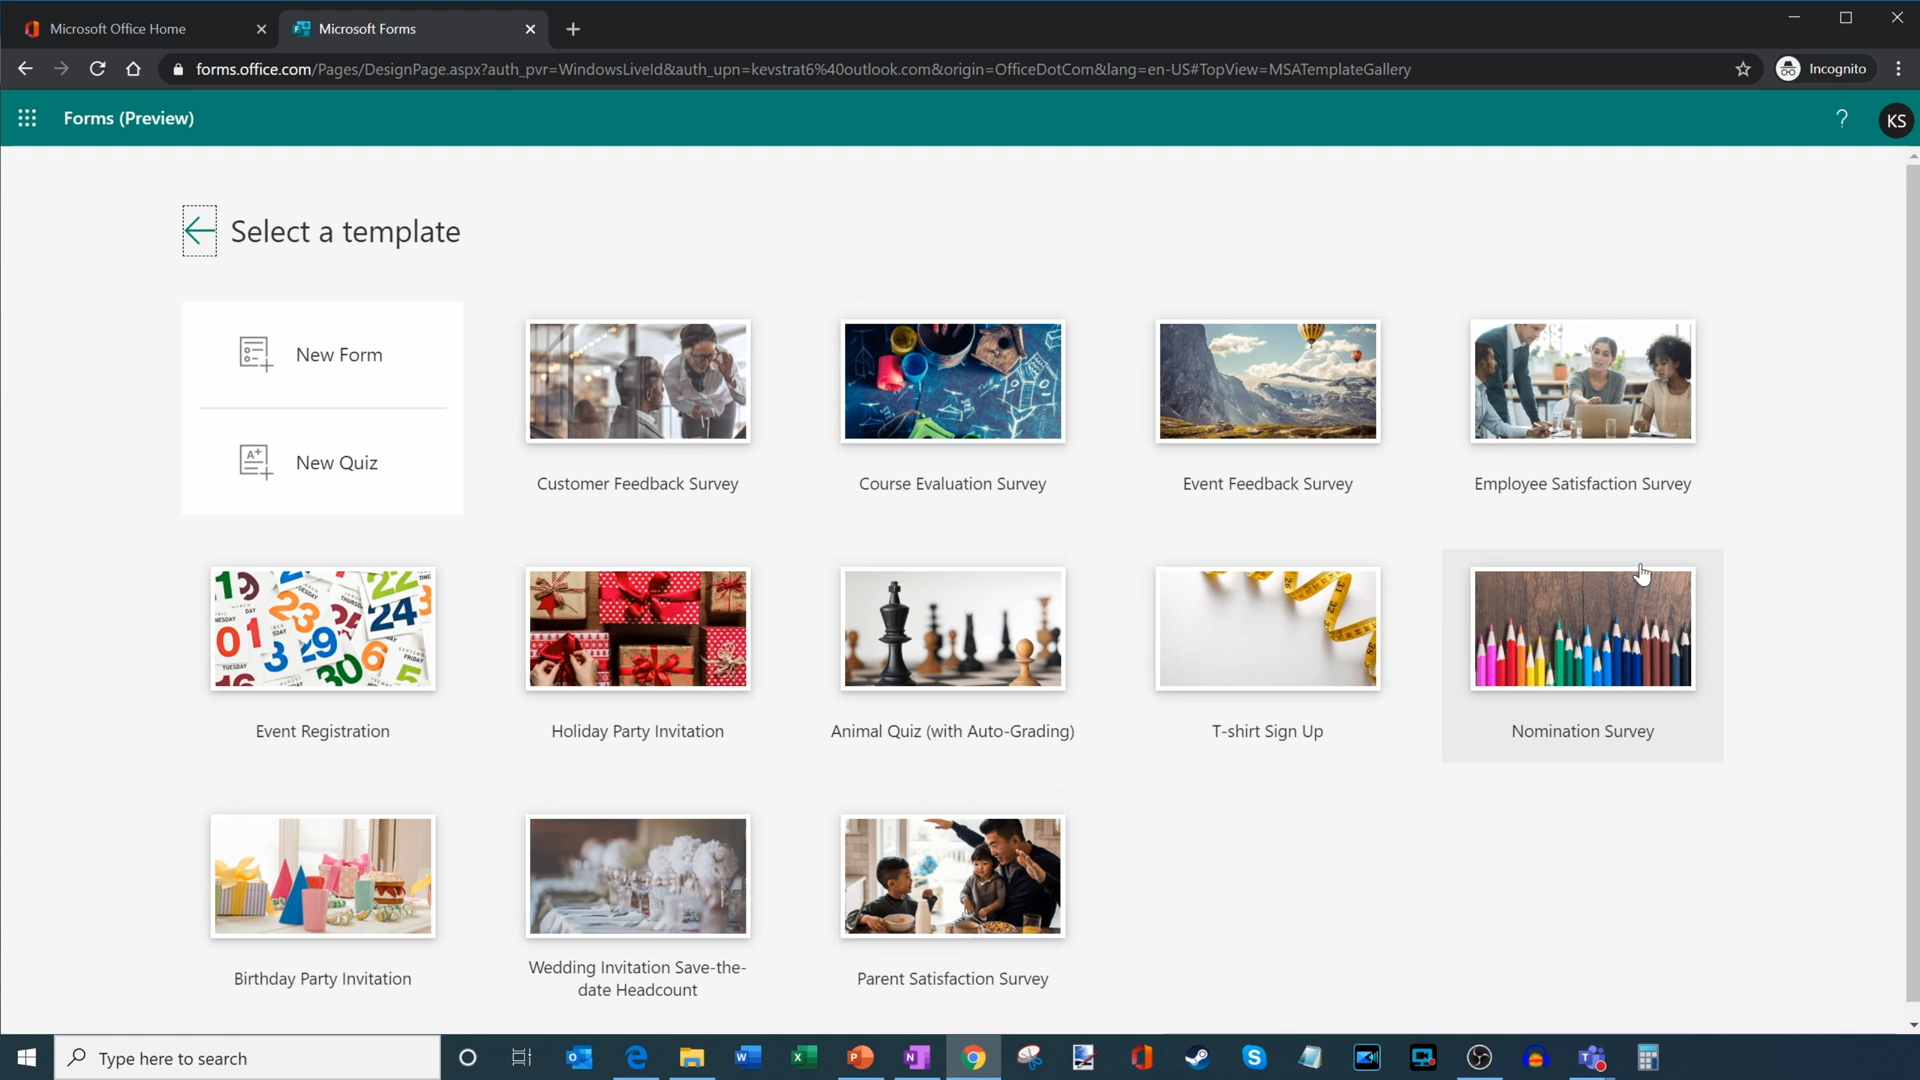 Microsoft Office Home
Microsoft Forms
forms.office.com/Pages/DesignPage.aspx?auth_pvr=WindowsLiveId&auth_upn=kevstrat6%40outlook.com&origin=OfficeDotCom&lang=en-US#TopView=MSATemplateGallery
Incognito
Forms (Preview)
?
KS
Select a template
New Form
A+
New Quiz
Customer Feedback Survey
Course Evaluation Survey
Event Feedback Survey
Employee Satisfaction Survey
Event Registration
Holiday Party Invitation
Animal Quiz (with Auto-Grading)
T-shirt Sign Up
Nomination Survey
Birthday Party Invitation
Wedding Invitation Save-the-
date Headcount
Parent Satisfaction Survey
Type here to search